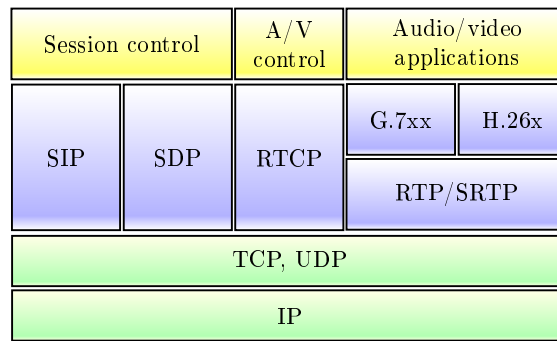 Session control
A/V
control
Audio/video
applications
SIP
SDP
RTCP
G.7xx
H.26x
RTP/SRTP
TCP, UDP
IP